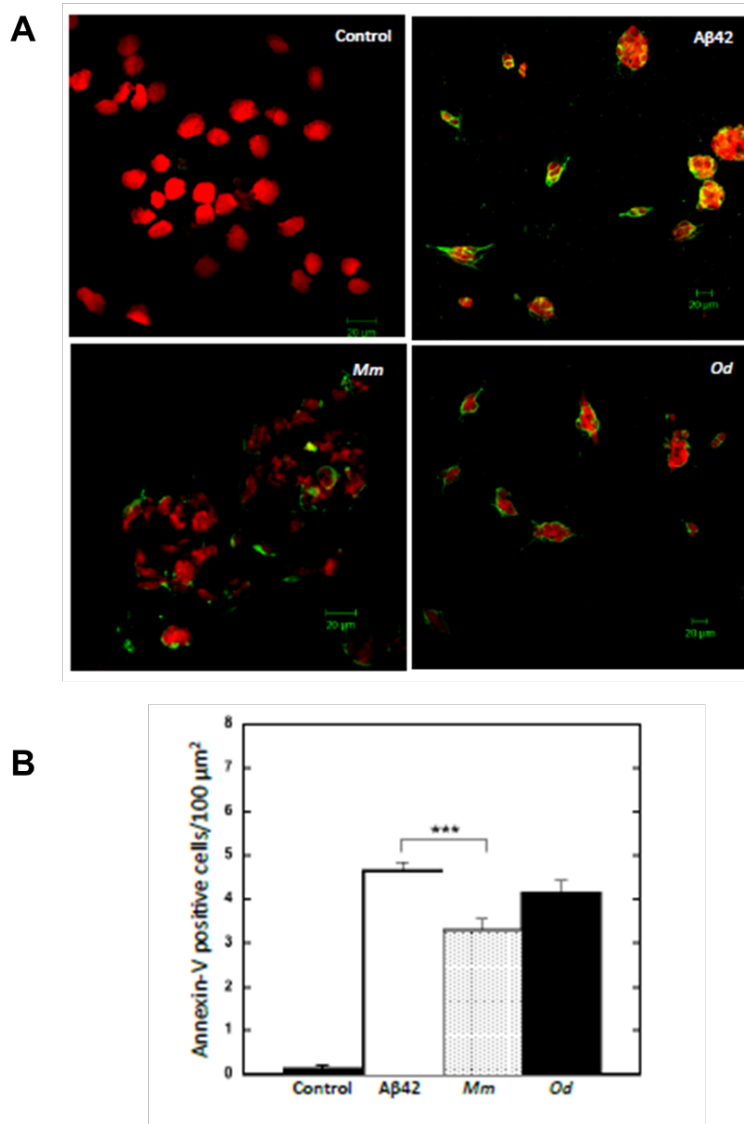 A
Control
Aβ42
20 µm
20 µm
Mm
Od
20 µm
20 µm
B
Annexin-V positive cells/100 µm²
8
7
6
5
4
3
2
1
0
***
Control Aβ42 Mm Od